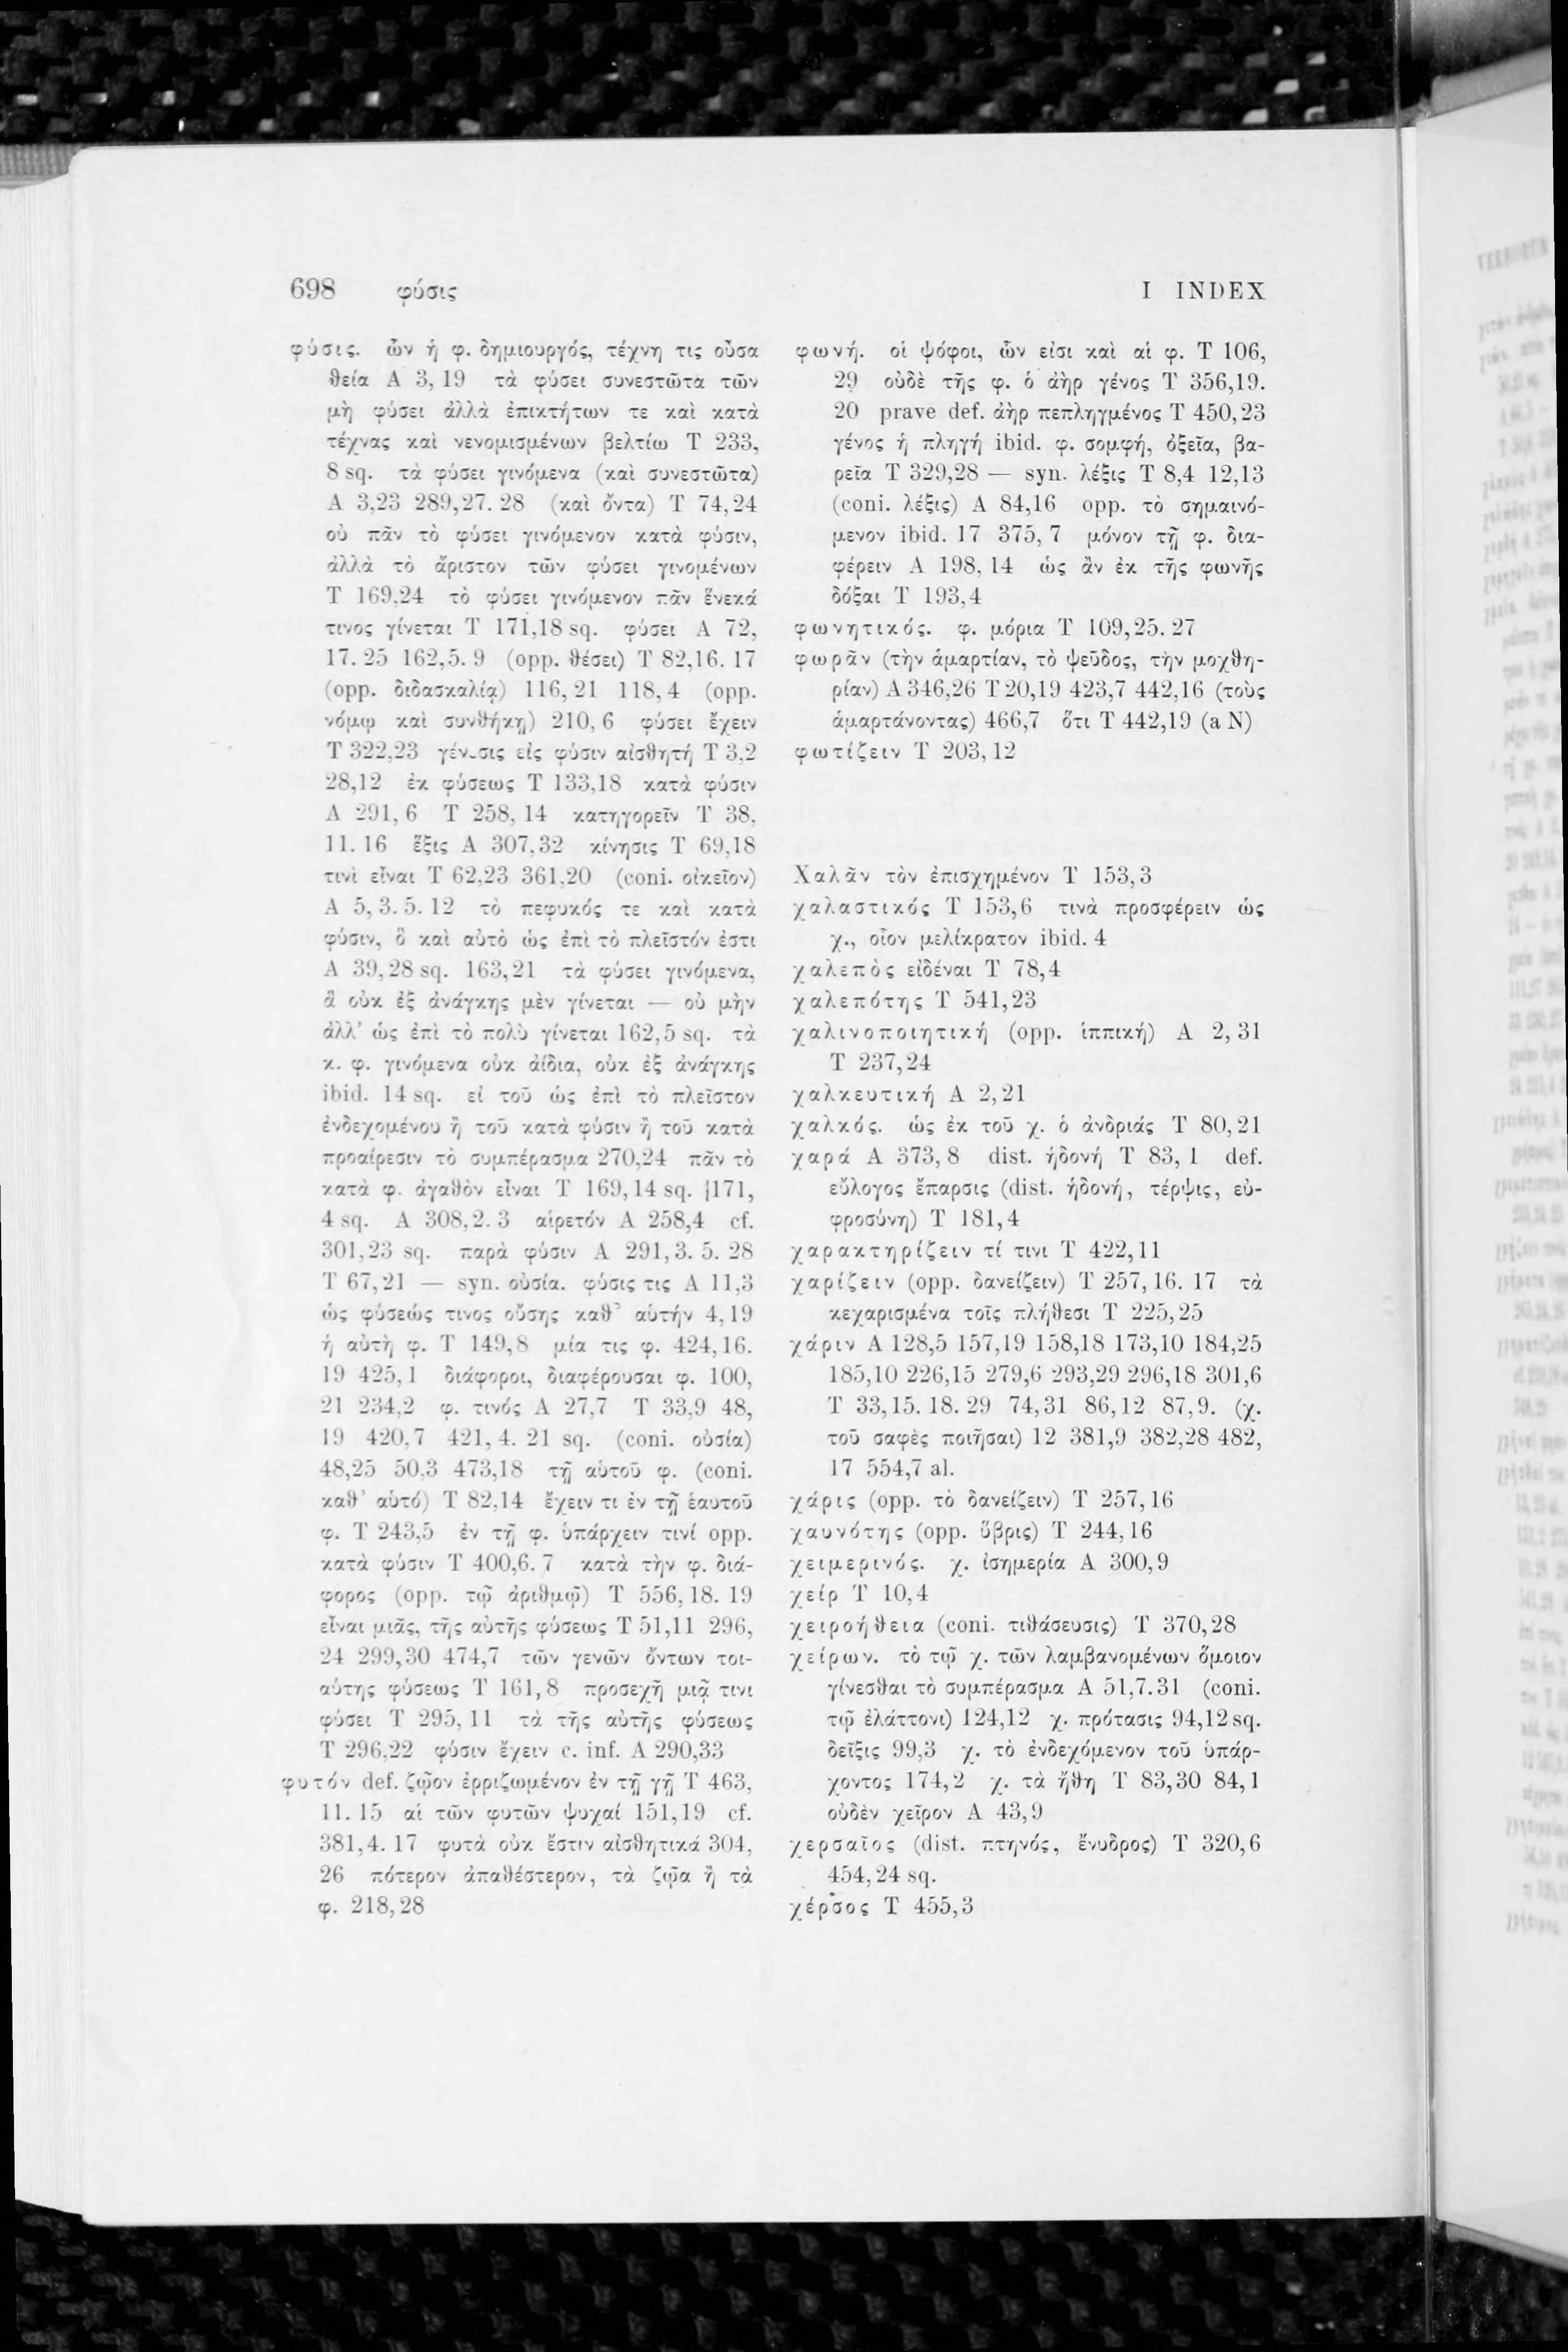 698 φύσις
I INDEX
φύσις. ὧν ἡ φ. δημιουργός, τέχνη τις οὖσα
θεία A 3, 19 τὰ φύσει συνεστῶτα τῶν
μὴ φύσει ἀλλὰ ἐπικτήτων τε καὶ κατὰ
τέχνας καὶ νενομισμένων βελτίω T 233,
8 sq. τὰ φύσει γινόμενα (καὶ συνεστῶτα)
A 3,23 289,27. 28 (καὶ ὄντα) T 74,24
οὐ πᾶν τὸ φύσει γινόμενον κατὰ φύσιν,
ἀλλὰ τὸ ἄριστον τῶν φύσει γινομένων
T 169,24 τὸ φύσει γινόμενον πᾶν ἕνεκά
τινος γίνεται T 171,18 sq. φύσει A 72,
17. 25 162,5. 9 (opp. θέσει) T 82,16. 17
(opp. διδασκαλίᾳ) 116, 21 118, 4 (opp.
νόμῳ καὶ συνθήκῃ) 210, 6 φύσει ἔχειν
T 322,23 γένεσις εἰς φύσιν αἰσθητή T 3,2
28,12 ἐκ φύσεως T 133,18 κατὰ φύσιν
A 291, 6 T 258, 14 κατηγορεῖν T 38,
11. 16 ἕξις A 307,32 κίνησις T 69,18
τινὶ εἶναι T 62,23 361,20 (coni. οἰκεῖον)
A 5, 3. 5. 12 τὸ πεφυκός τε καὶ κατὰ
φύσιν, ὃ καὶ αὐτὸ ὡς ἐπὶ τὸ πλεῖστόν ἐστι
A 39,28 sq. 163,21 τὰ φύσει γινόμενα,
ἃ οὐκ ἐξ ἀνάγκης μὲν γίνεται — οὐ μὴν
ἀλλ’ ὡς ἐπὶ τὸ πολὺ γίνεται 162,5 sq. τὰ
κ. φ. γινόμενα οὐκ ἀίδια, οὐκ ἐξ ἀνάγκης
ibid. 14 sq. εἰ τοῦ ὡς ἐπὶ τὸ πλεῖστον
ἐνδεχομένου ἢ τοῦ κατὰ φύσιν ἢ τοῦ κατὰ
προαίρεσιν τὸ συμπέρασμα 270,24 πᾶν τὸ
κατὰ φ. ἀγαθὸν εἶναι T 169, 14 sq. 171,
4 sq. A 308, 2. 3 αἱρετόν A 258,4 cf.
301,23 sq. παρὰ φύσιν A 291, 3. 5. 28
T 67,21 — syn. οὐσία. φύσις τις A 11,3
ὡς φύσεώς τινος οὔσης καθ’ αὑτήν 4,19
ἡ αὐτὴ φ. T 149,8 μία τις φ. 424,16.
19 425,1 διάφοροι, διαφέρουσαι φ. 100,
21 234,2 φ. τινός A 27,7 T 33,9 48,
19 420,7 421, 4. 21 sq. (coni. οὐσία)
48,25 50,3 473,18 τῇ αὑτοῦ φ. (coni.
καθ’ αὑτό) T 82,14 ἔχειν τι ἐν τῇ ἑαυτοῦ
φ. T 243,5 ἐν τῇ φ. ὑπάρχειν τινί opp.
κατὰ φύσιν T 400,6. 7 κατὰ τὴν φ. διά-
φορος (opp. τῷ ἀριθμῷ) T 556, 18. 19
εἶναι μιᾶς, τῆς αὐτῆς φύσεως T 51,11 296,
24 299,30 474,7 τῶν γενῶν ὄντων τοι-
αύτης φύσεως T 161, 8 προσεχῆ μιᾷ τινι
φύσει T 295, 11 τὰ τῆς αὐτῆς φύσεως
T 296,22 φύσιν ἔχειν c. inf. A 290,33
φυτόν def. ζῷον ἐρριζωμένον ἐν τῇ γῇ T 463,
11. 15 αἱ τῶν φυτῶν ψυχαί 151,19 cf.
381,4. 17 φυτὰ οὐκ ἔστιν αἰσθητικά 304,
26 πότερον ἀπαθέστερον, τὰ ζῷα ἢ τὰ
φ. 218,28
φωνή. οἱ ψόφοι, ὧν εἰσι καὶ αἱ φ. T 106,
29 οὐδὲ τῆς φ. ὁ ἀὴρ γένος T 356,19.
20 prave def. ἀὴρ πεπληγμένος T 450,23
γένος ἡ πληγή ibid. φ. σομφή, ὀξεῖα, βα-
ρεῖα T 329,28 — syn. λέξις T 8,4 12,13
(coni. λέξις) A 84,16 opp. τὸ σημαινό-
μενον ibid. 17 375, 7 μόνον τῇ φ. δια-
φέρειν A 198, 14 ὡς ἂν ἐκ τῆς φωνῆς
δόξαι T 193,4
φωνητικός. φ. μόρια T 109,25. 27
φωρᾶν (τὴν ἁμαρτίαν, τὸ ψεῦδος, τὴν μοχθη-
ρίαν) A 346,26 T 20,19 423,7 442,16 (τοὺς
ἁμαρτάνοντας) 466,7 ὅτι T 442,19 (a N)
φωτίζειν T 203, 12
Χαλᾶν τὸν ἐπισχημένον T 153, 3
χαλαστικός T 153,6 τινὰ προσφέρειν ὡς
χ., οἷον μελίκρατον ibid. 4
χαλεπὸς εἰδέναι T 78,4
χαλεπότης T 541,23
χαλινοποιητική (opp. ἱππική) A 2, 31
T 237,24
χαλκευτική A 2,21
χαλκός. ὡς ἐκ τοῦ χ. ὁ ἀνδριάς T 80,21
χαρά A 373, 8 dist. ἡδονή T 83, 1 def.
εὔλογος ἔπαρσις (dist. ἡδονή, τέρψις, εὐ-
φροσύνη) T 181,4
χαρακτηρίζειν τί τινι T 422,11
χαρίζειν (opp. δανείζειν) T 257, 16. 17 τὰ
κεχαρισμένα τοῖς πλήθεσι T 225,25
χάριν A 128,5 157,19 158,18 173,10 184,25
185,10 226,15 279,6 293,29 296,18 301,6
T 33, 15. 18. 29 74,31 86,12 87,9. (χ.
τοῦ σαφὲς ποιῆσαι) 12 381,9 382,28 482,
17 554,7 al.
χάρις (opp. τὸ δανείζειν) T 257,16
χαυνότης (opp. ὕβρις) T 244,16
χειμερινός. χ. ἰσημερία A 300,9
χείρ T 10,4
χειροήθεια (coni. τιθάσευσις) T 370,28
χείρων. τὸ τῷ χ. τῶν λαμβανομένων ὅμοιον
γίνεσθαι τὸ συμπέρασμα A 51,7.31 (coni.
τῷ ἐλάττονι) 124,12 χ. πρότασις 94,12 sq.
δεῖξις 99,3 χ. τὸ ἐνδεχόμενον τοῦ ὑπάρ-
χοντος 174,2 χ. τὰ ἤθη T 83,30 84,1
οὐδὲν χεῖρον A 43,9
χερσαῖος (dist. πτηνός, ἔνυδρος) T 320,6
454,24 sq.
χέρσος T 455,3